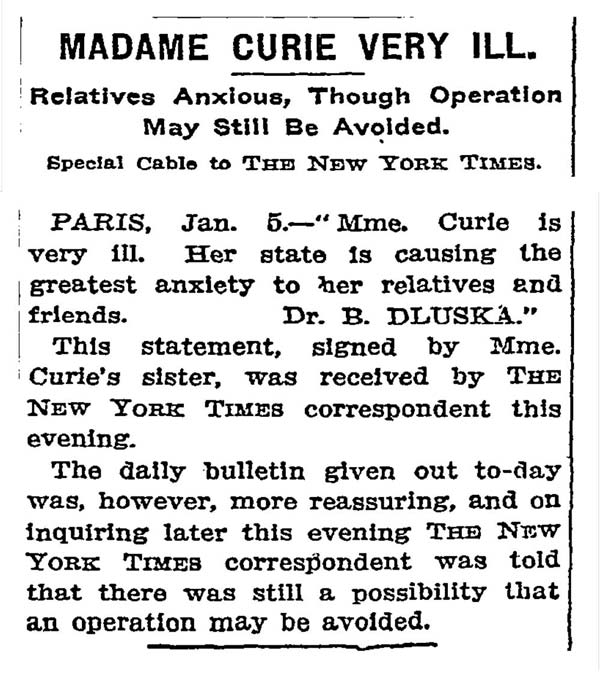 MADAME CURIE VERY ILL.
Relatives Anxious, Though Operation
May Still Be Avoided.
Special Cable to THE NEW YORK TIMES.
PARIS, Jan. 5.—“Mme. Curie is
very ill. Her state is causing the
greatest anxiety to her relatives and
friends. Dr. B. DLUSKA.”
This statement, signed by Mme.
Curie's sister, was received by THE
NEW YORK TIMES correspondent this
evening.
The daily bulletin given out to-day
was, however, more reassuring, and on
inquiring later this evening THE NEW
YORK TIMES correspondent was told
that there was still a possibility that
an operation may be avoided.